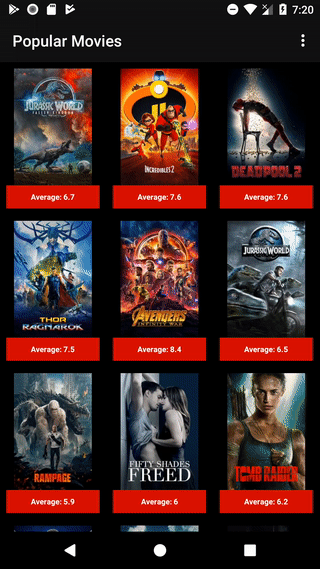 7:20
Popular Movies
JURASSIC WORLD
FALLEN KINGDOM
INCREDIBLES 2
DEADPOOL 2
Average: 6.7
Average: 7.6
Average: 7.6
THOR
RAGNAROK
AVENGERS
INFINITY WAR
JURASSIC WORLD
Average: 7.5
Average: 8.4
Average: 6.5
RAMPAGE
FIFTY SHADES
FREED
TOMB RAIDER
Average: 5.9
Average: 6
Average: 6.2